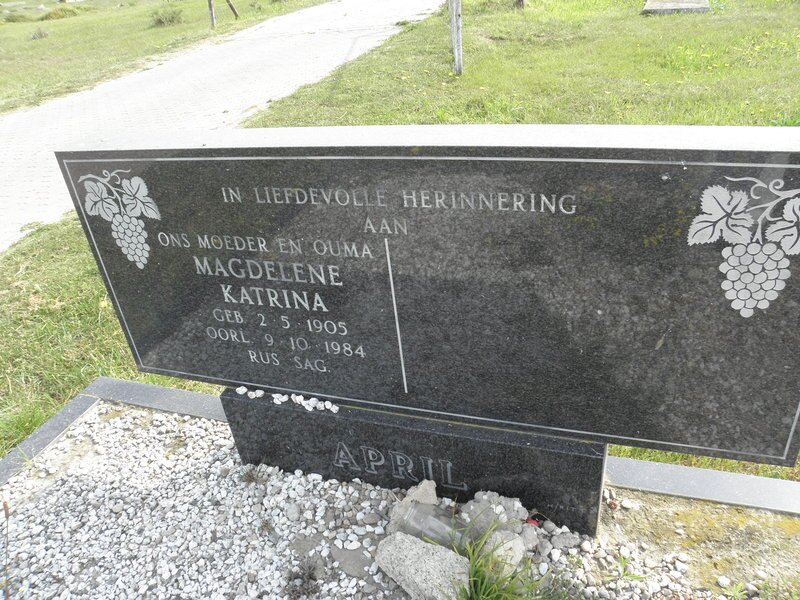 IN LIEFDEVOLLE HERINNERING
AAN
ONS MOEDER EN OUMA
MAGDELENE
KATRINA
GEB. 2·5·1905
OORL 9·10·1984
RUS SAG.
APRIL